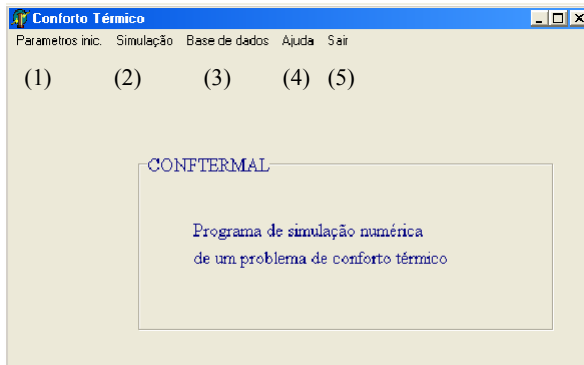 Conforto Térmico
Parametros inic. Simulação Base de dados Ajuda Sair
(1) (2) (3) (4) (5)
CONFTERMAL
Programa de simulação numérica
de um problema de conforto térmico